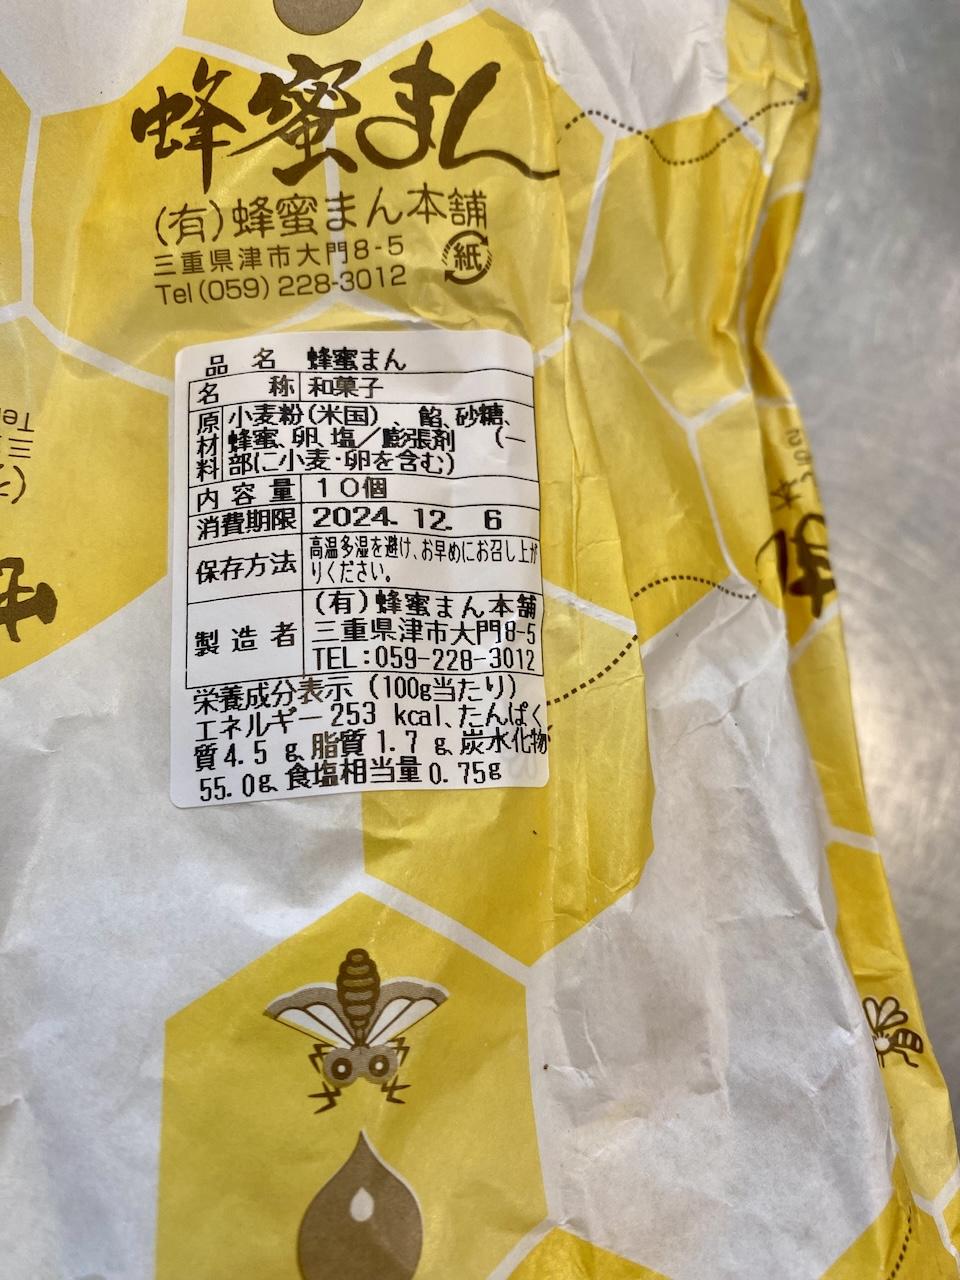 蜂蜜まん
(有)蜂蜜まん本舗
三重県津市大門8-5
紙
Tel(059)228-3012
品名 蜂蜜まん
名称 和菓子
原材料 小麦粉(米国)、餡、砂糖、
蜂蜜、卵、塩/膨張剤 (一
部に小麦・卵を含む)
内容量 10個
消費期限 2024. 12. 6
保存方法 高温多湿を避け、お早めにお召し上が
りください。
製造者 (有)蜂蜜まん本舗
三重県津市大門8-5
TEL:059-228-3012
栄養成分表示(100g当たり)
エネルギー253 kcal、たんぱく
質4.5 g、脂質1.7 g、炭水化物
55.0g、食塩相当量0.75g